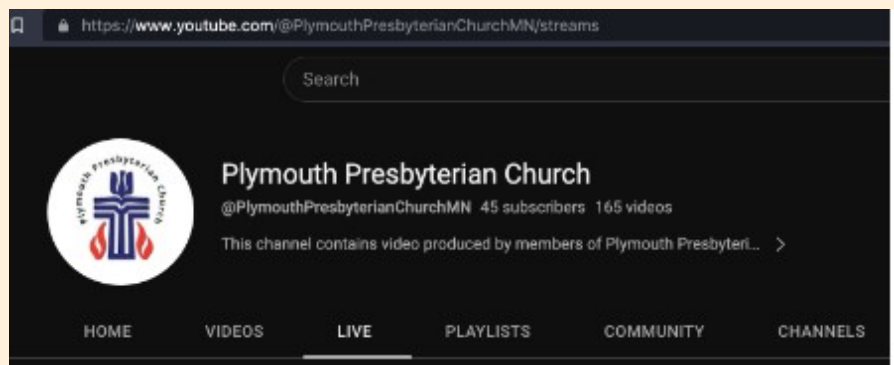 https://www.youtube.com/@PlymouthPresbyterianChurchMN/streams
Search
Plymouth Presbyterian Church
Plymouth Presbyterian Church
@PlymouthPresbyterianChurchMN 45 subscribers 165 videos
This channel contains video produced by members of Plymouth Presbyteri... >
HOME VIDEOS LIVE PLAYLISTS COMMUNITY CHANNELS